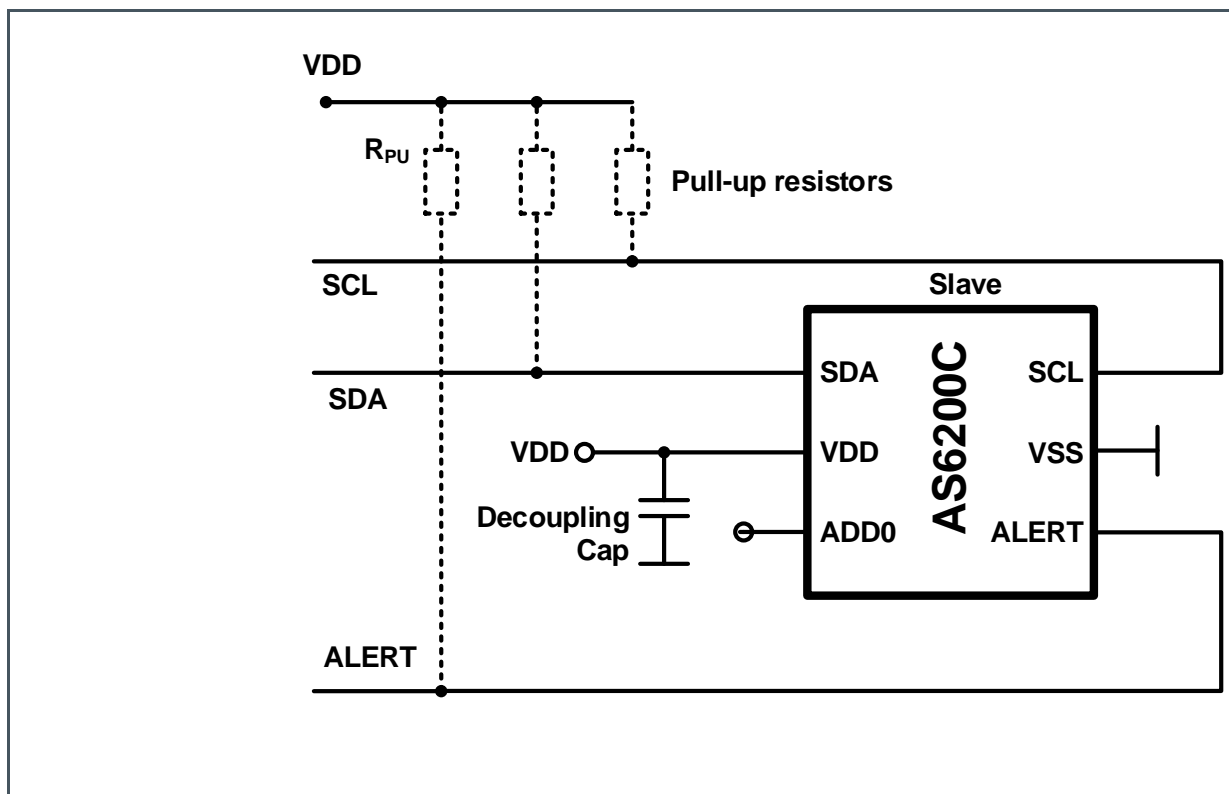 VDD
RPU
Pull-up resistors
SCL
Slave
SDA
SDA
SCL
VDD
VDD
VSS
Decoupling
Cap
ADD0
ALERT
AS6200C
ALERT